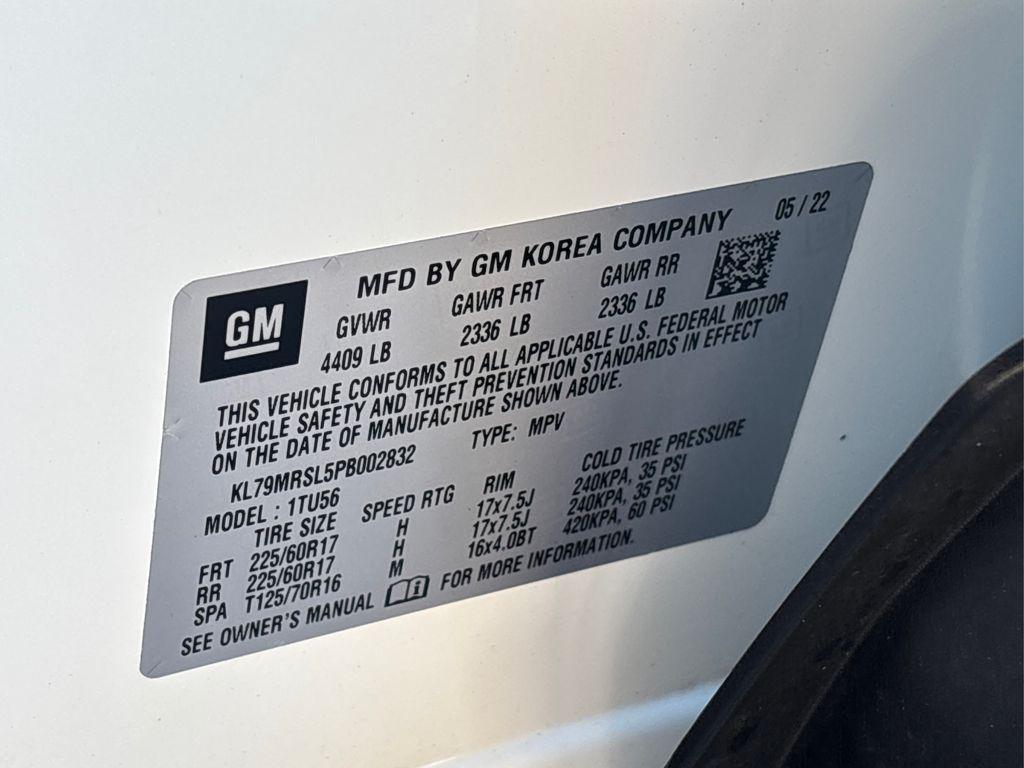 MFD BY GM KOREA COMPANY 05 / 22
GM
GVWR GAWR FRT GAWR RR
4409 LB 2336 LB 2336 LB
THIS VEHICLE CONFORMS TO ALL APPLICABLE U.S. FEDERAL MOTOR
VEHICLE SAFETY AND THEFT PREVENTION STANDARDS IN EFFECT
ON THE DATE OF MANUFACTURE SHOWN ABOVE.
KL79MRSL5PB002832 TYPE: MPV
MODEL : 1TU56
TIRE SIZE SPEED RTG RIM COLD TIRE PRESSURE
FRT 225/60R17 H 17x7.5J 240KPA, 35 PSI
RR 225/60R17 H 17x7.5J 240KPA, 35 PSI
SPA T125/70R16 M 16x4.0BT 420KPA, 60 PSI
SEE OWNER'S MANUAL FOR MORE INFORMATION.